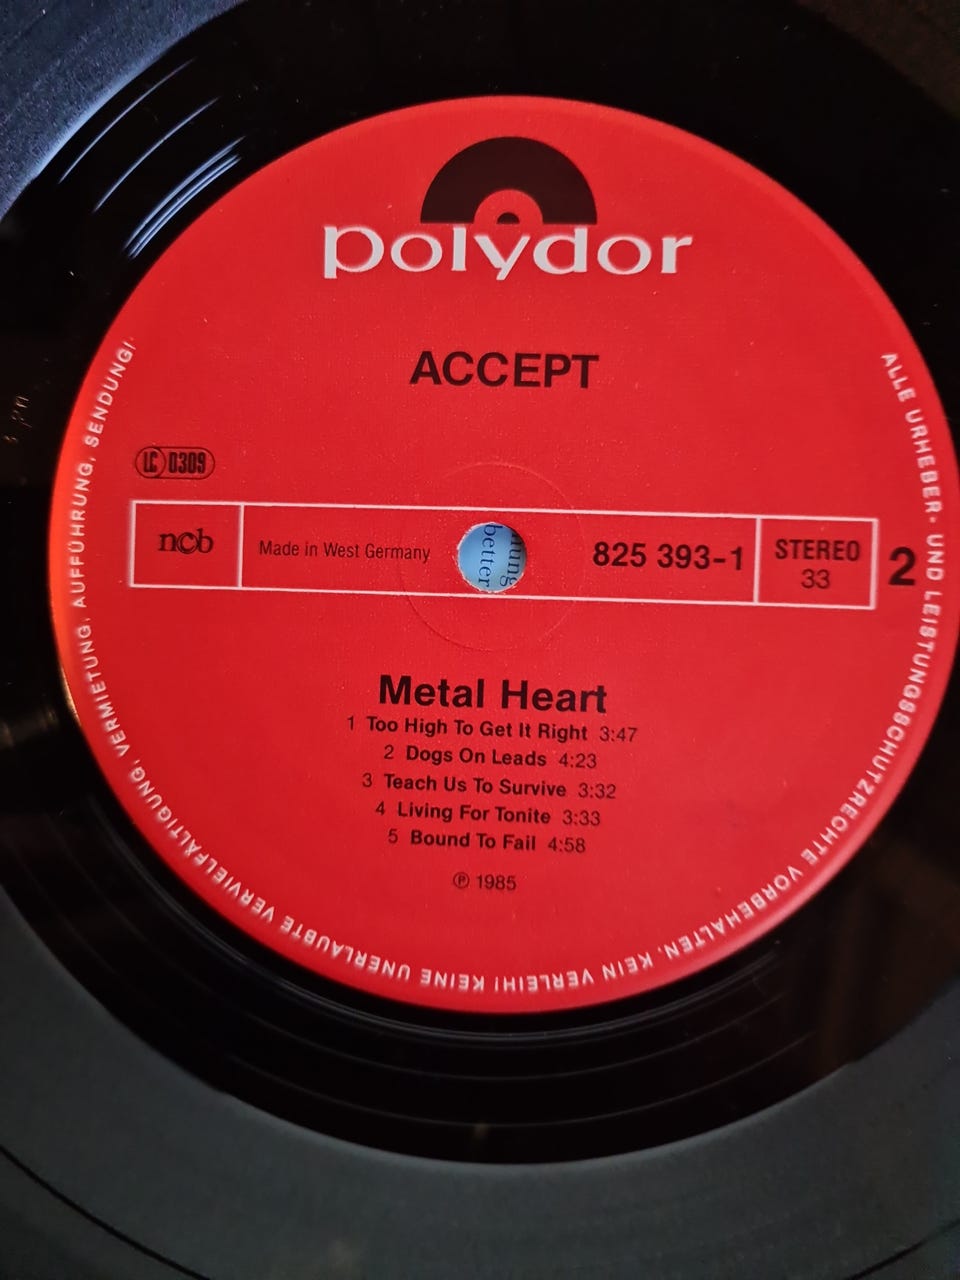 polydor
ACCEPT
LC 0309
ncb
Made in West Germany
825 393-1
STEREO
33
2
Metal Heart
1 Too High To Get It Right 3:47
2 Dogs On Leads 4:23
3 Teach Us To Survive 3:32
4 Living For Tonite 3:33
5 Bound To Fail 4:58
℗ 1985
ALLE URHEBER- UND LEISTUNGSSCHUTZRECHTE VORBEHALTEN. KEIN VERLEIH! KEINE UNERLAUBTE VERVIELFÄLTIGUNG, VERMIETUNG, AUFFÜHRUNG, SENDUNG!
better